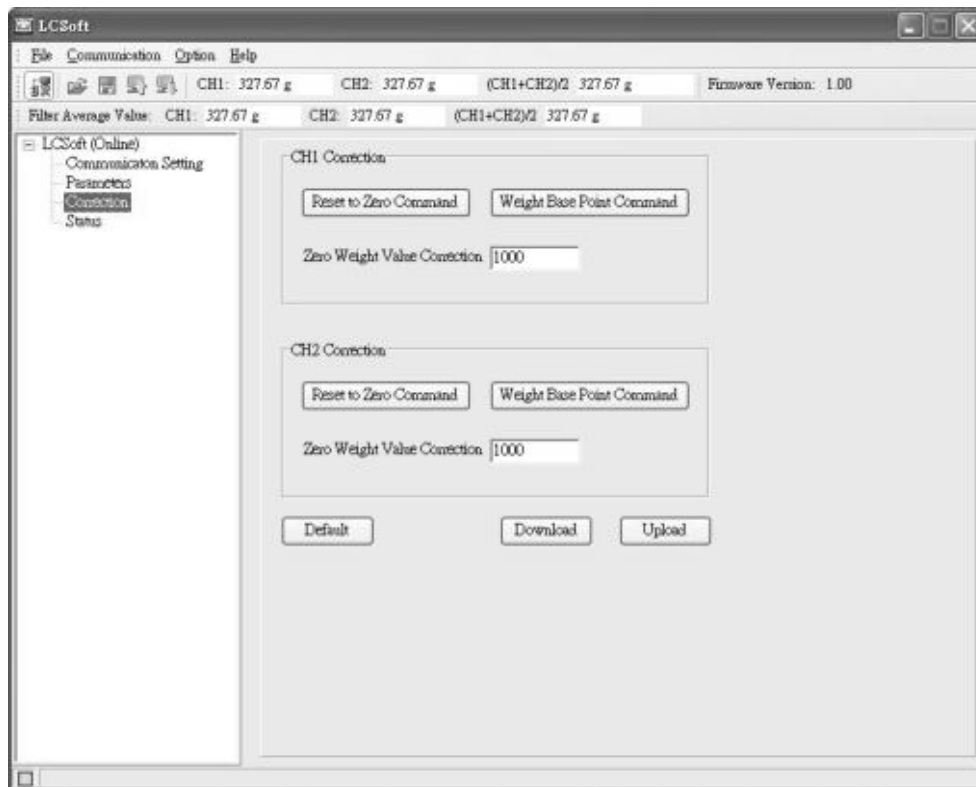 LCSoft
File Communication Option Help
CH1: 327.67 g CH2: 327.67 g (CH1+CH2)/2 327.67 g Firmware Version: 1.00
Filter Average Value: CH1: 327.67 g CH2: 327.67 g (CH1+CH2)/2 327.67 g
LCSoft (Online)
Communicaton Setting
Parameters
Correction
Status
CH1 Correction
Reset to Zero Command Weight Base Point Command
Zero Weight Value Correction 1000
CH2 Correction
Reset to Zero Command Weight Base Point Command
Zero Weight Value Correction 1000
Default Download Upload